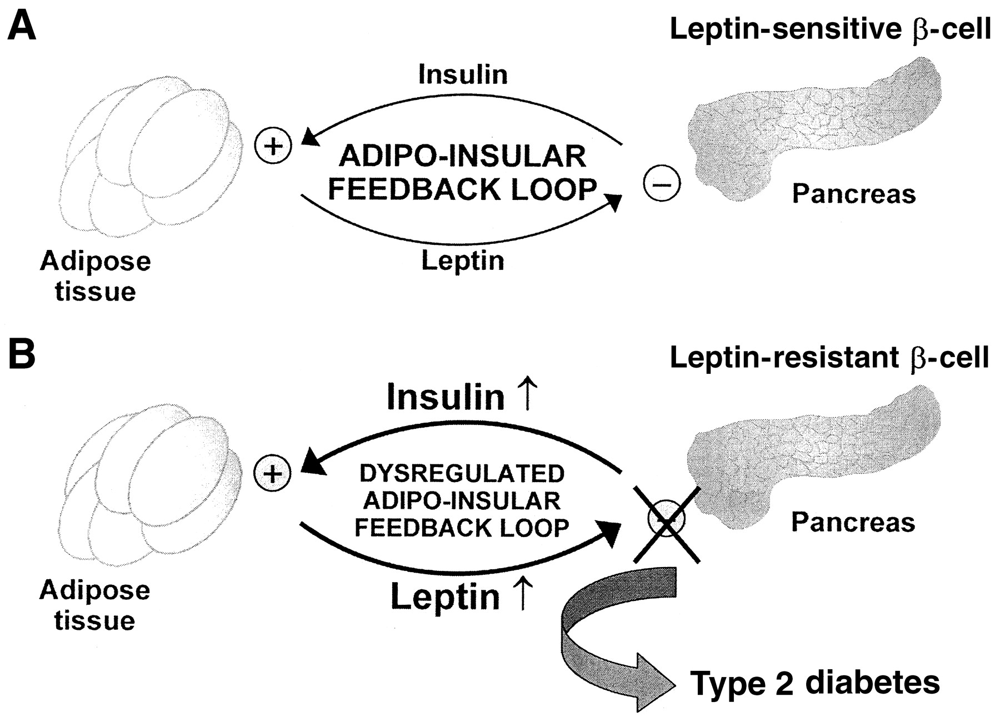 A
Leptin-sensitive β-cell
Insulin
+
ADIPO-INSULAR
FEEDBACK LOOP
−
Pancreas
Leptin
Adipose
tissue
B
Leptin-resistant β-cell
Insulin ↑
+
DYSREGULATED
ADIPO-INSULAR
FEEDBACK LOOP
−
Pancreas
Leptin ↑
Adipose
tissue
Type 2 diabetes